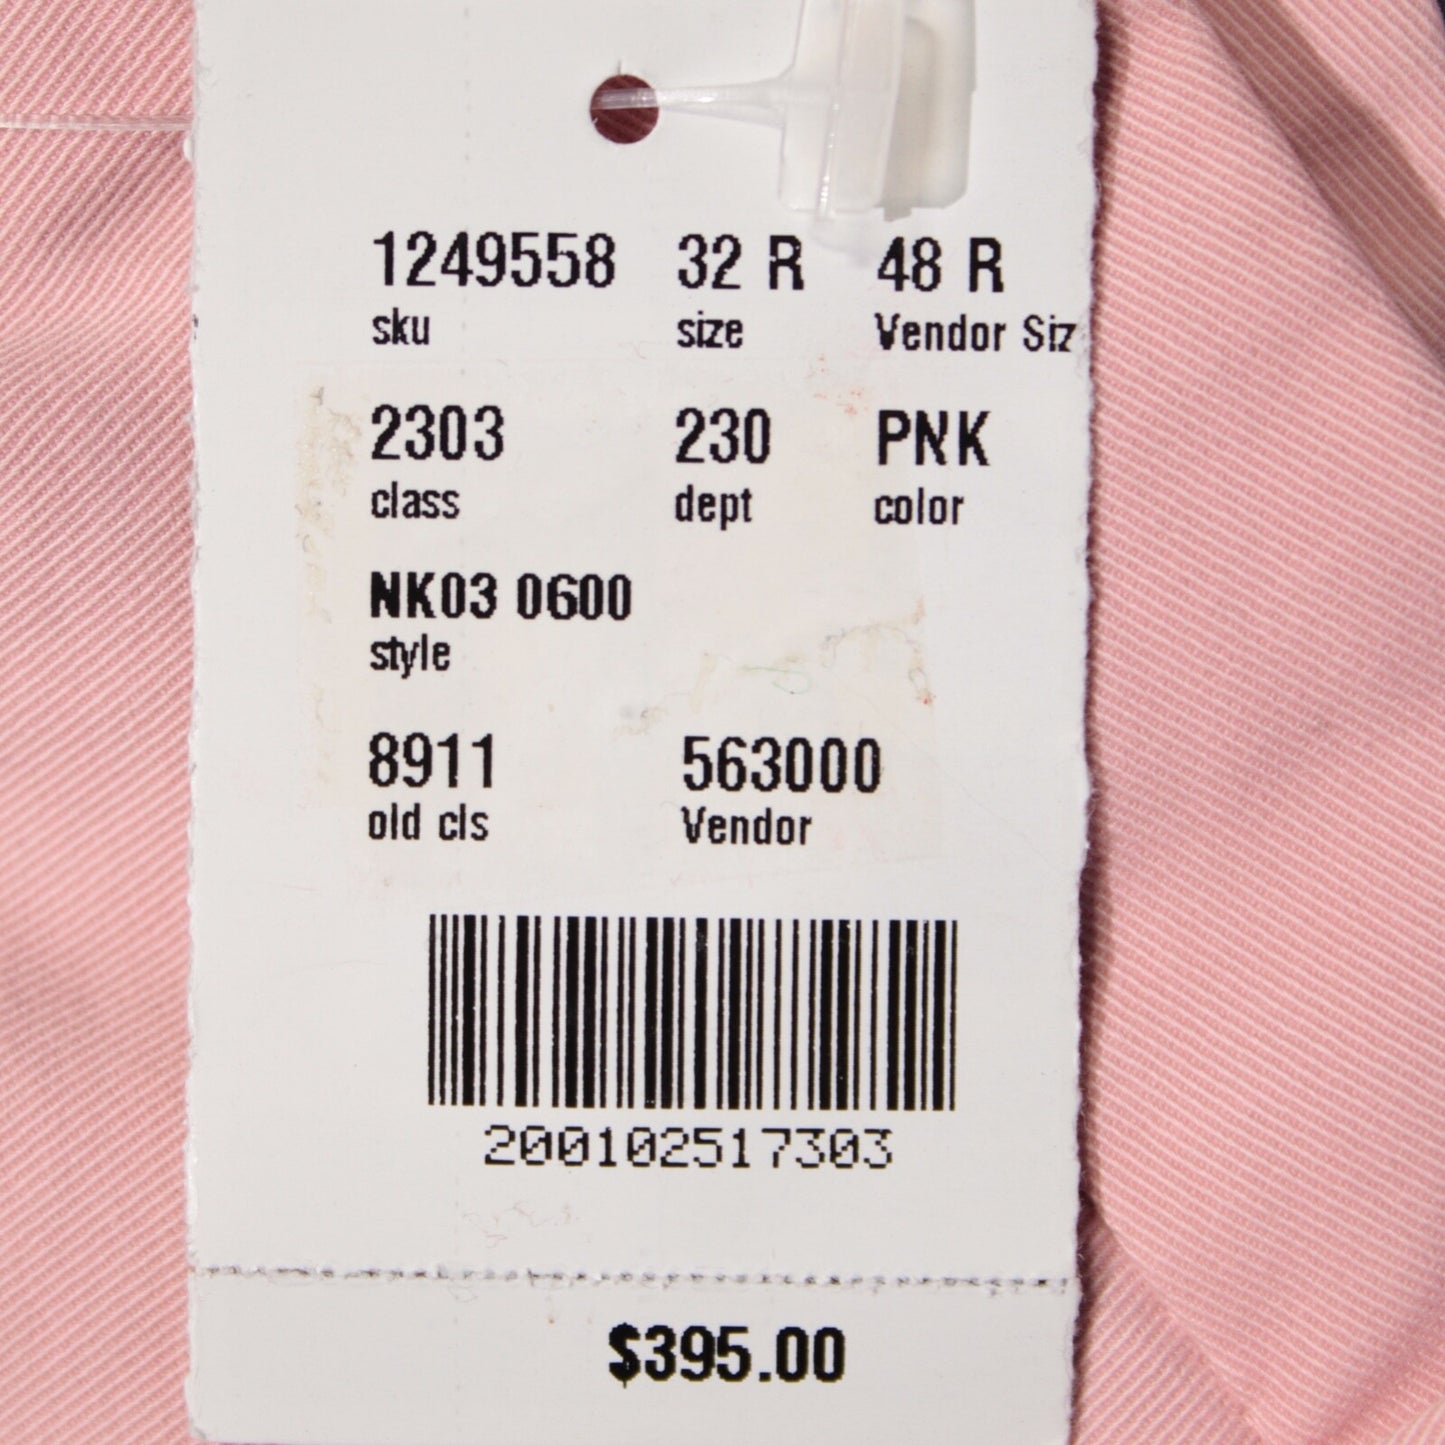 1249558 32 R 48 R
sku size Vendor Siz
2303 230 PNK
class dept color
NK03 0600
style
8911 563000
old cls Vendor
200102517303
$395.00